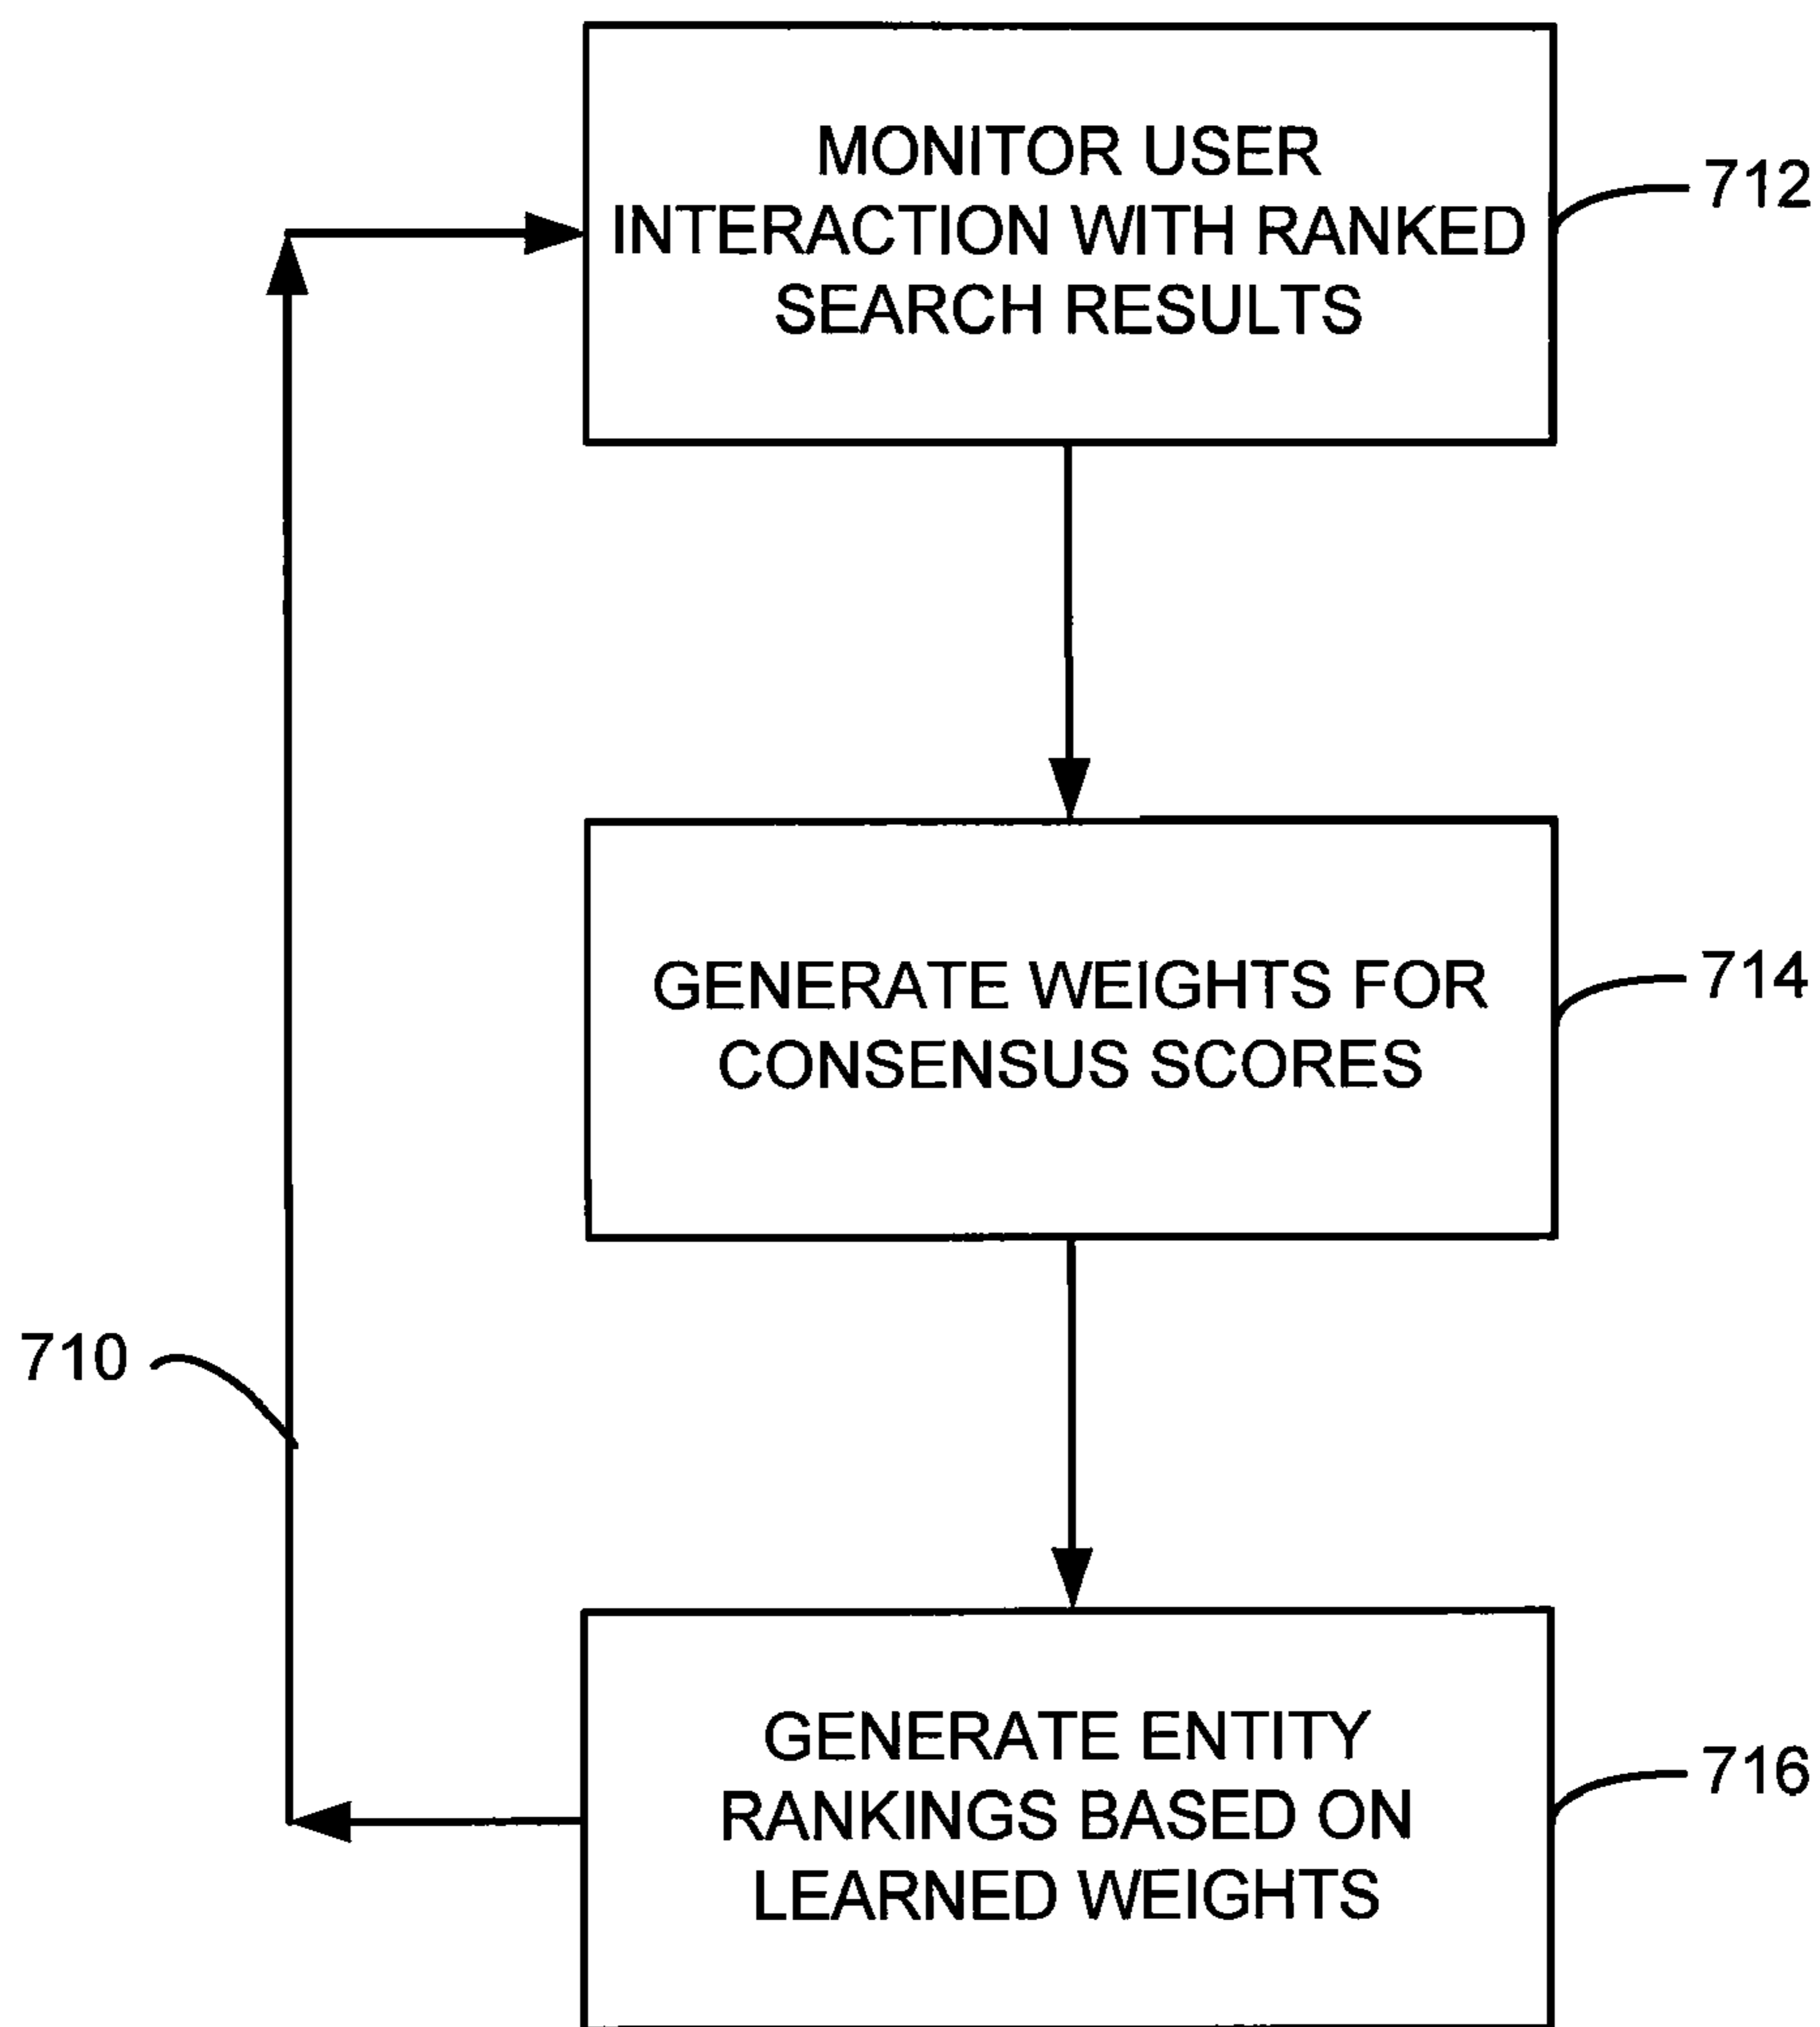 MONITOR USER
INTERACTION WITH RANKED
SEARCH RESULTS
712
GENERATE WEIGHTS FOR
CONSENSUS SCORES
714
710
GENERATE ENTITY
RANKINGS BASED ON
LEARNED WEIGHTS
716